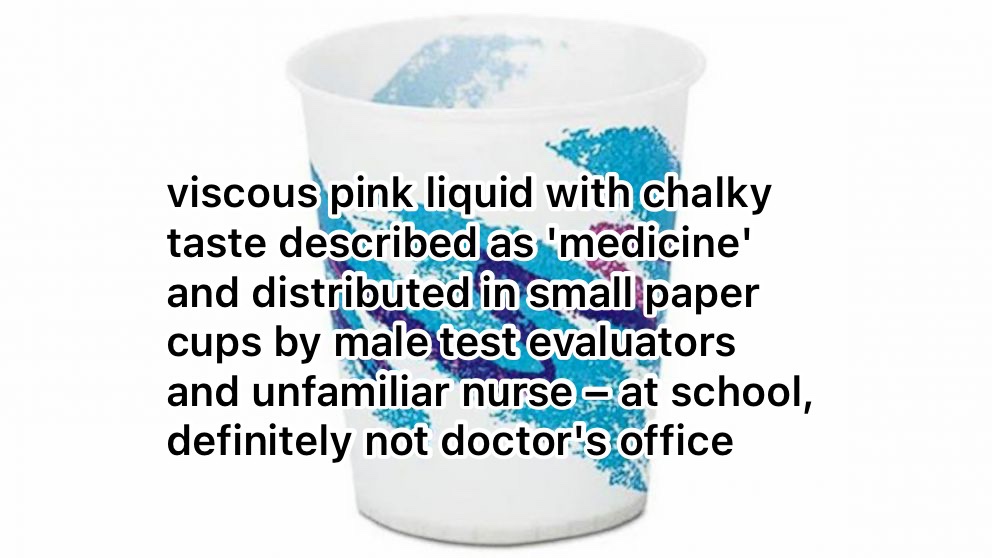 viscous pink liquid with chalky
taste described as 'medicine'
and distributed in small paper
cups by male test evaluators
and unfamiliar nurse – at school,
definitely not doctor's office